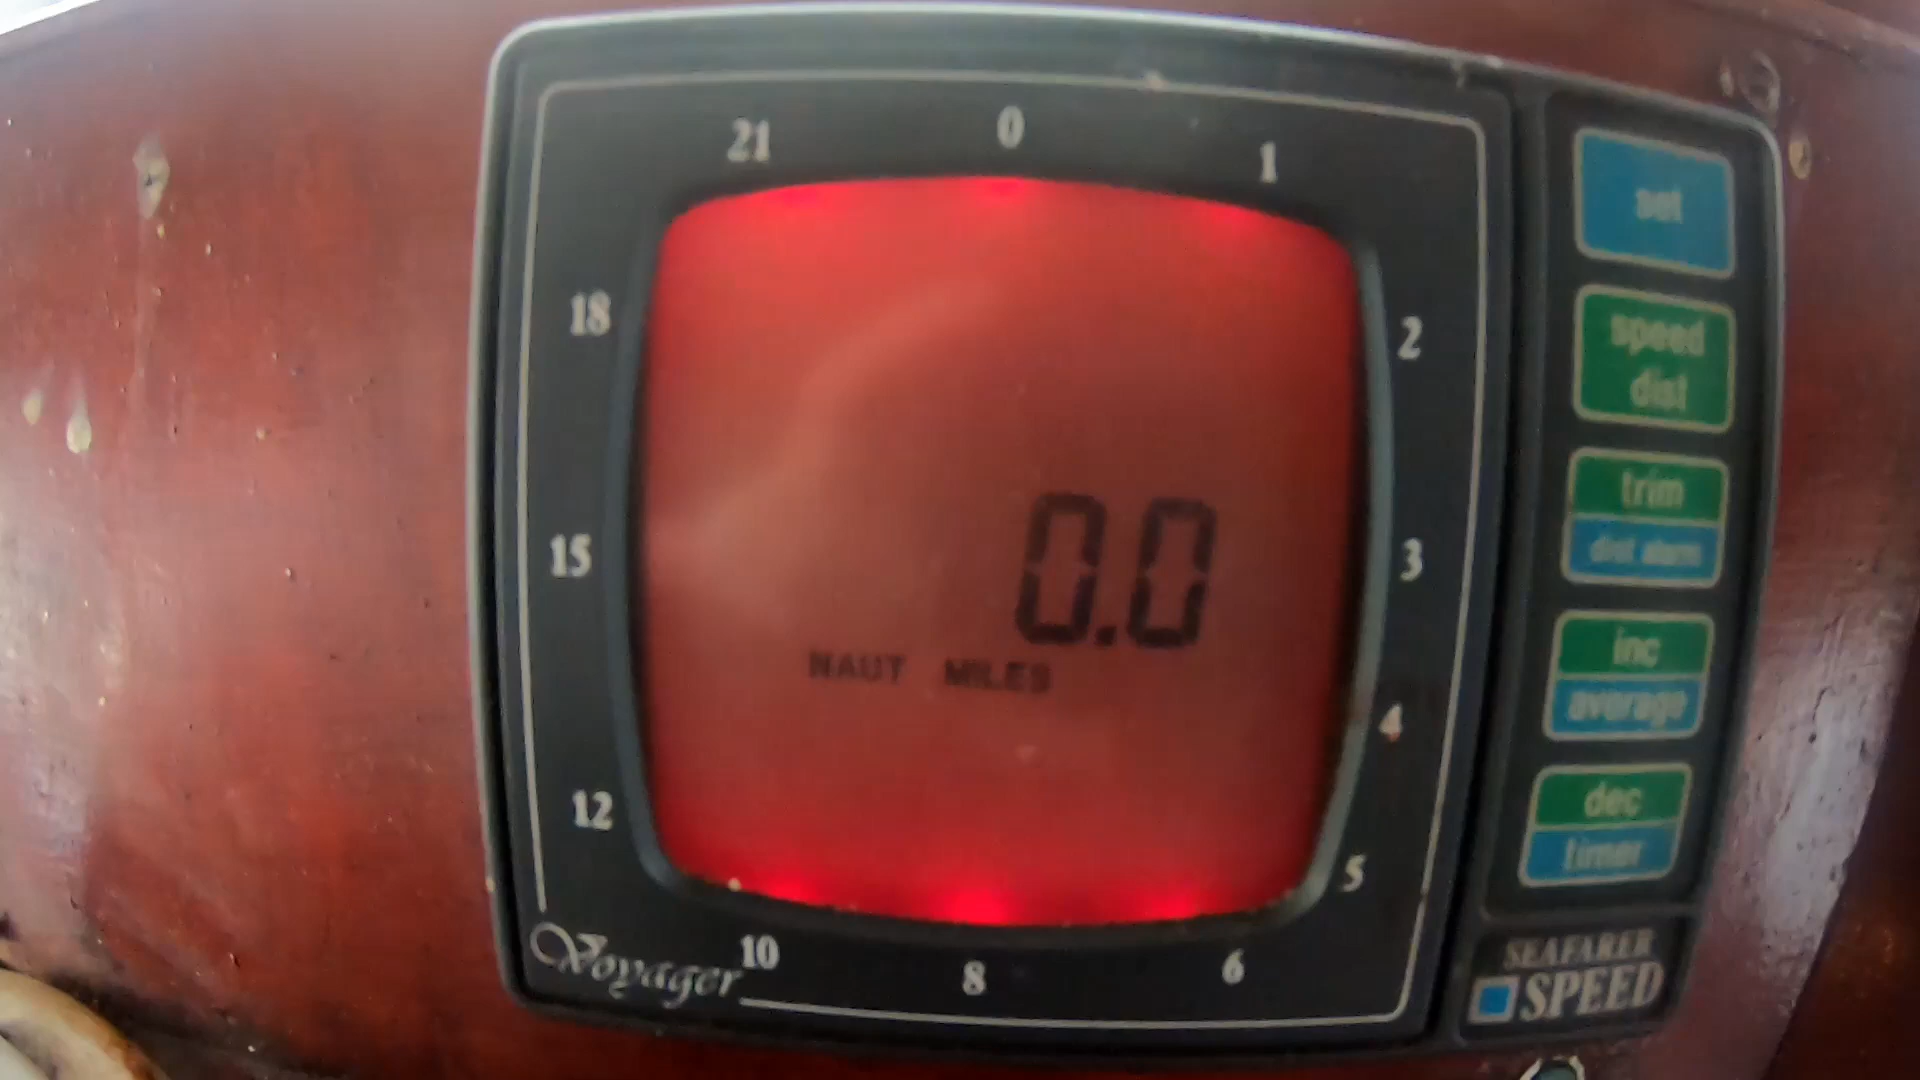 21 0 1
18 2
15 3
12 4
5
10 8 6
0.0
NAUT MILES
Voyager
set
speed
dist
trim
dist alarm
inc
average
dec
timer
SEAFARER
SPEED